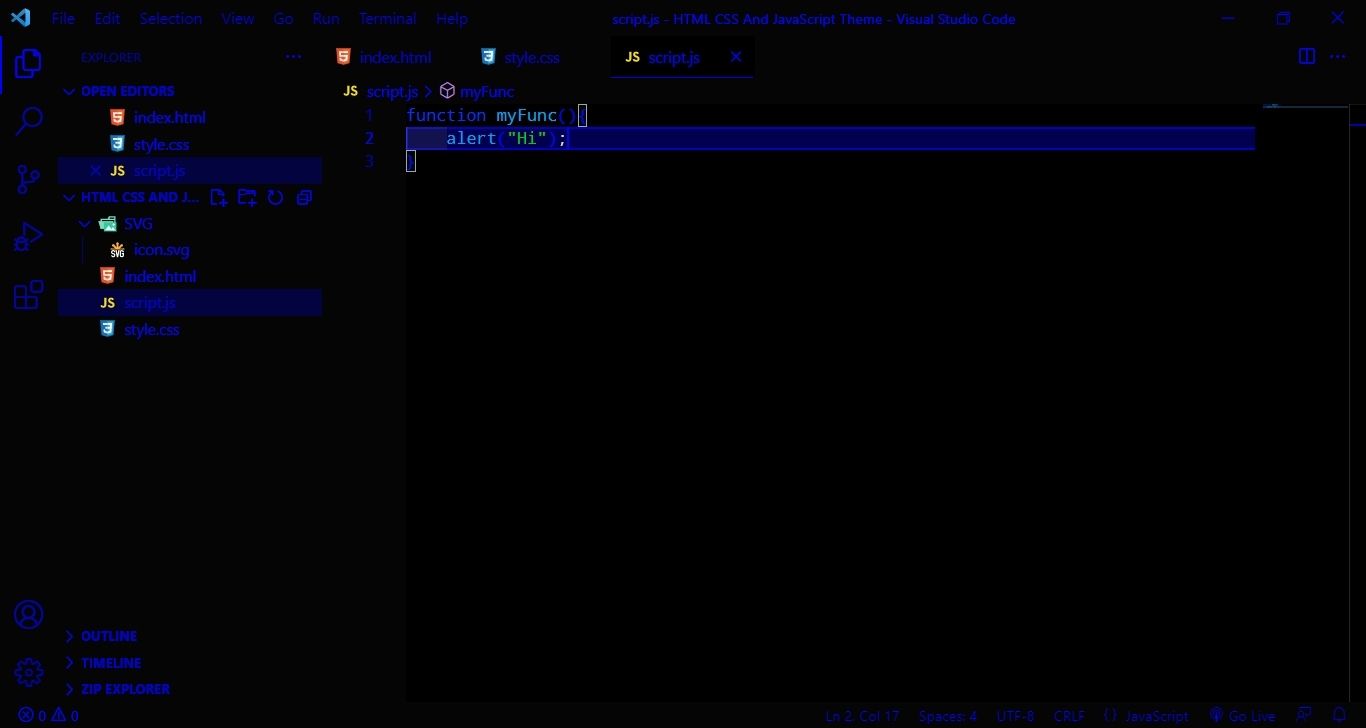 File Edit Selection View Go Run Terminal Help
script.js - HTML CSS And JavaScript Theme - Visual Studio Code
EXPLORER
OPEN EDITORS
index.html
style.css
JS script.js
HTML CSS AND J...
SVG
SVG icon.svg
index.html
JS script.js
style.css
OUTLINE
TIMELINE
ZIP EXPLORER
index.html
style.css
JS script.js
JS script.js > myFunc
1 function myFunc(){
2 alert("Hi");
3 }
0 0
Ln 2, Col 17 Spaces: 4 UTF-8 CRLF {} JavaScript Go Live